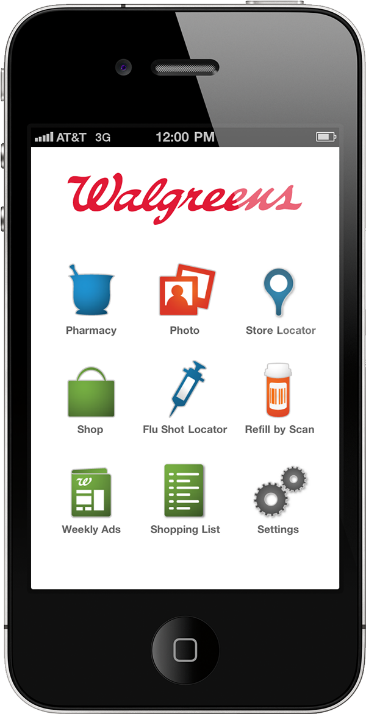 AT&T 3G 12:00 PM
Walgreens
Pharmacy Photo Store Locator
Shop Flu Shot Locator Refill by Scan
W
Weekly Ads Shopping List Settings